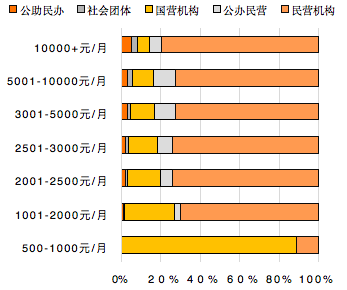 公助民办 社会团体 国营机构 公办民营 民营机构
10000+元/月
5001-10000元/月
3001-5000元/月
2501-3000元/月
2001-2500元/月
1001-2000元/月
500-1000元/月
0% 20% 40% 60% 80% 100%